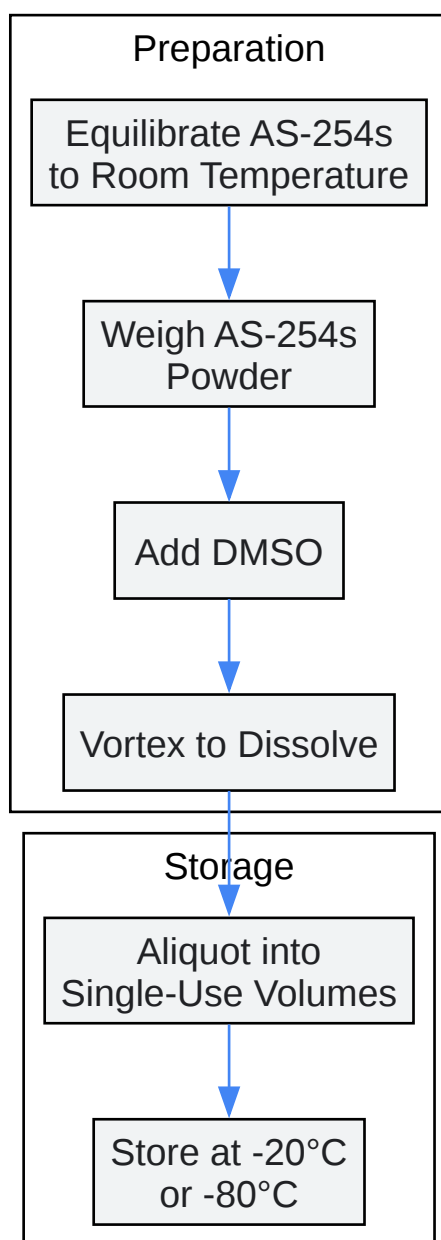 Preparation
Equilibrate AS-254s
to Room Temperature
Weigh AS-254s
Powder
Add DMSO
Vortex to Dissolve
Storage
Aliquot into
Single-Use Volumes
Store at -20°C
or -80°C